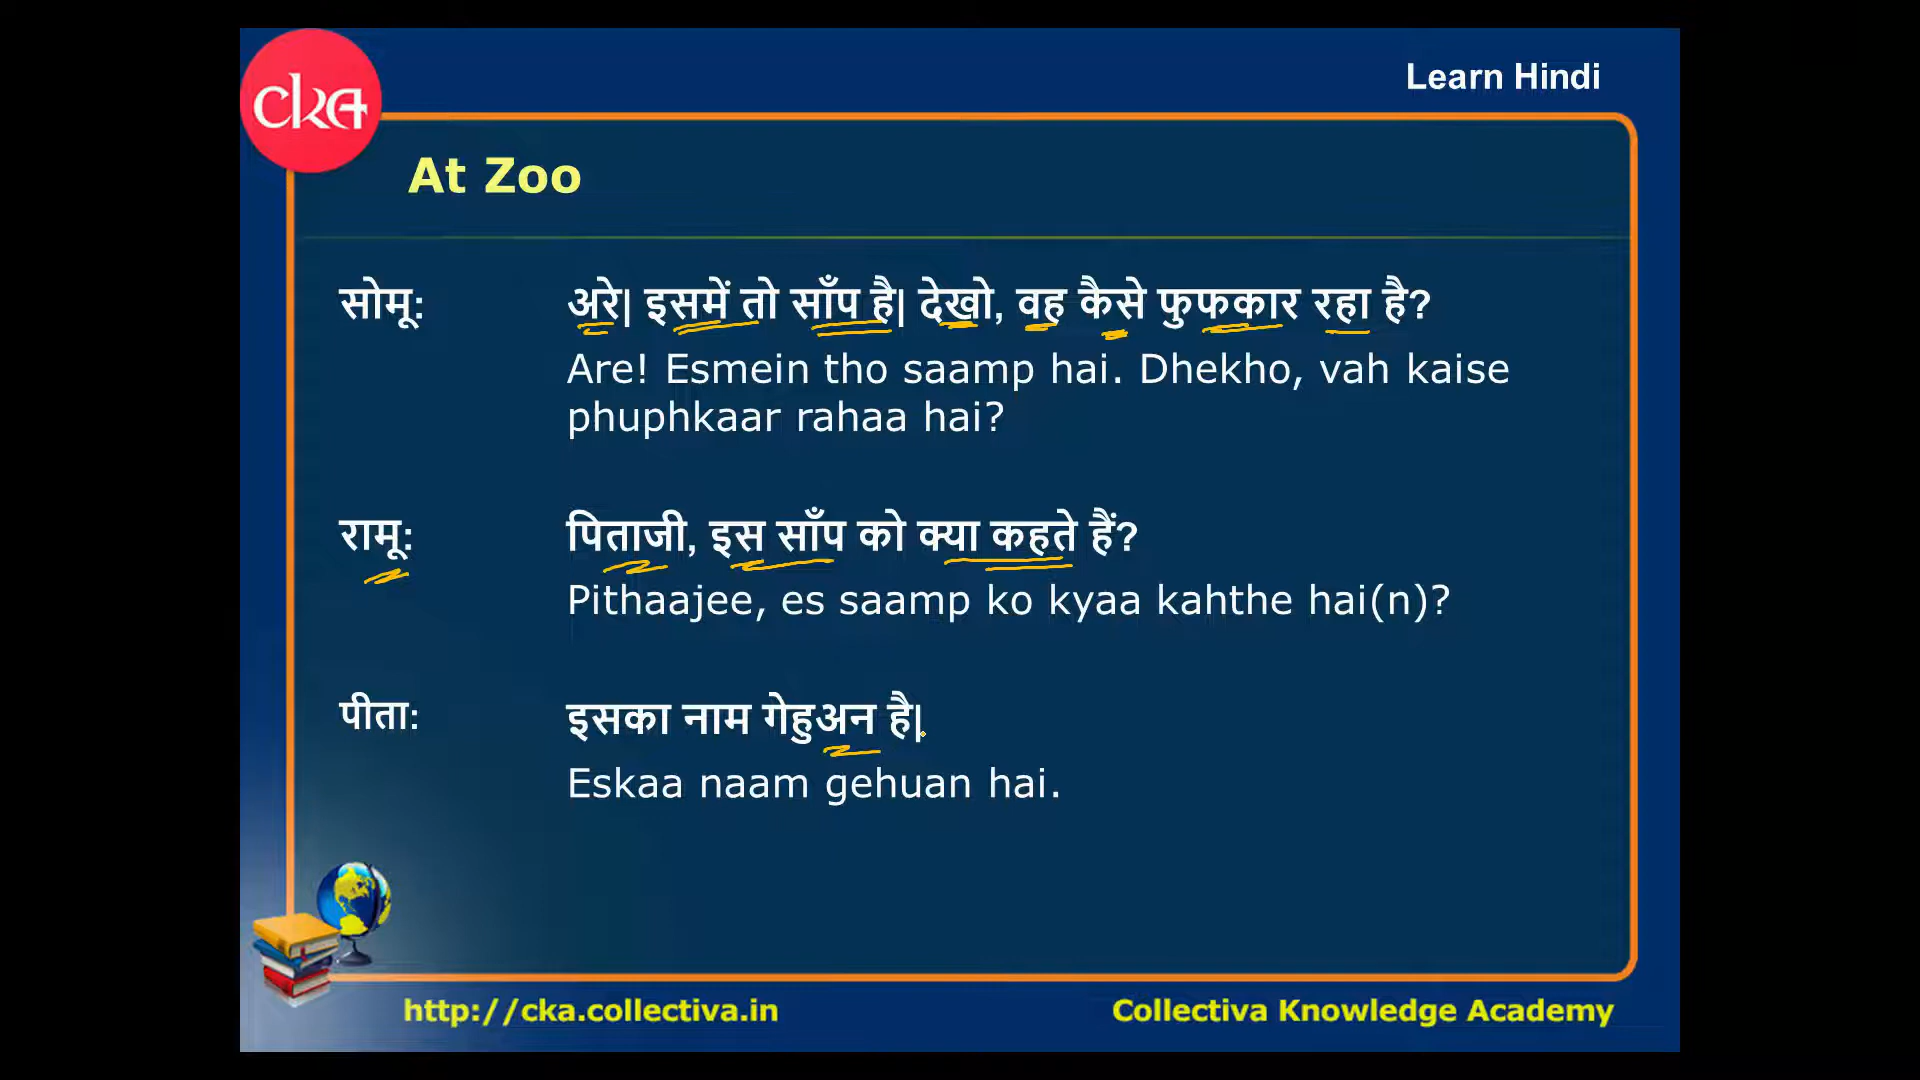 cka
Learn Hindi
At Zoo
सोमू: अरे| इसमें तो साँप है| देखो, वह कैसे फुफकार रहा है?
Are! Esmein tho saamp hai. Dhekho, vah kaise
phuphkaar rahaa hai?
रामू: पिताजी, इस साँप को क्या कहते हैं?
Pithaajee, es saamp ko kyaa kahthe hai(n)?
पीता: इसका नाम गेहुअन है|
Eskaa naam gehuan hai.
http://cka.collectiva.in Collectiva Knowledge Academy